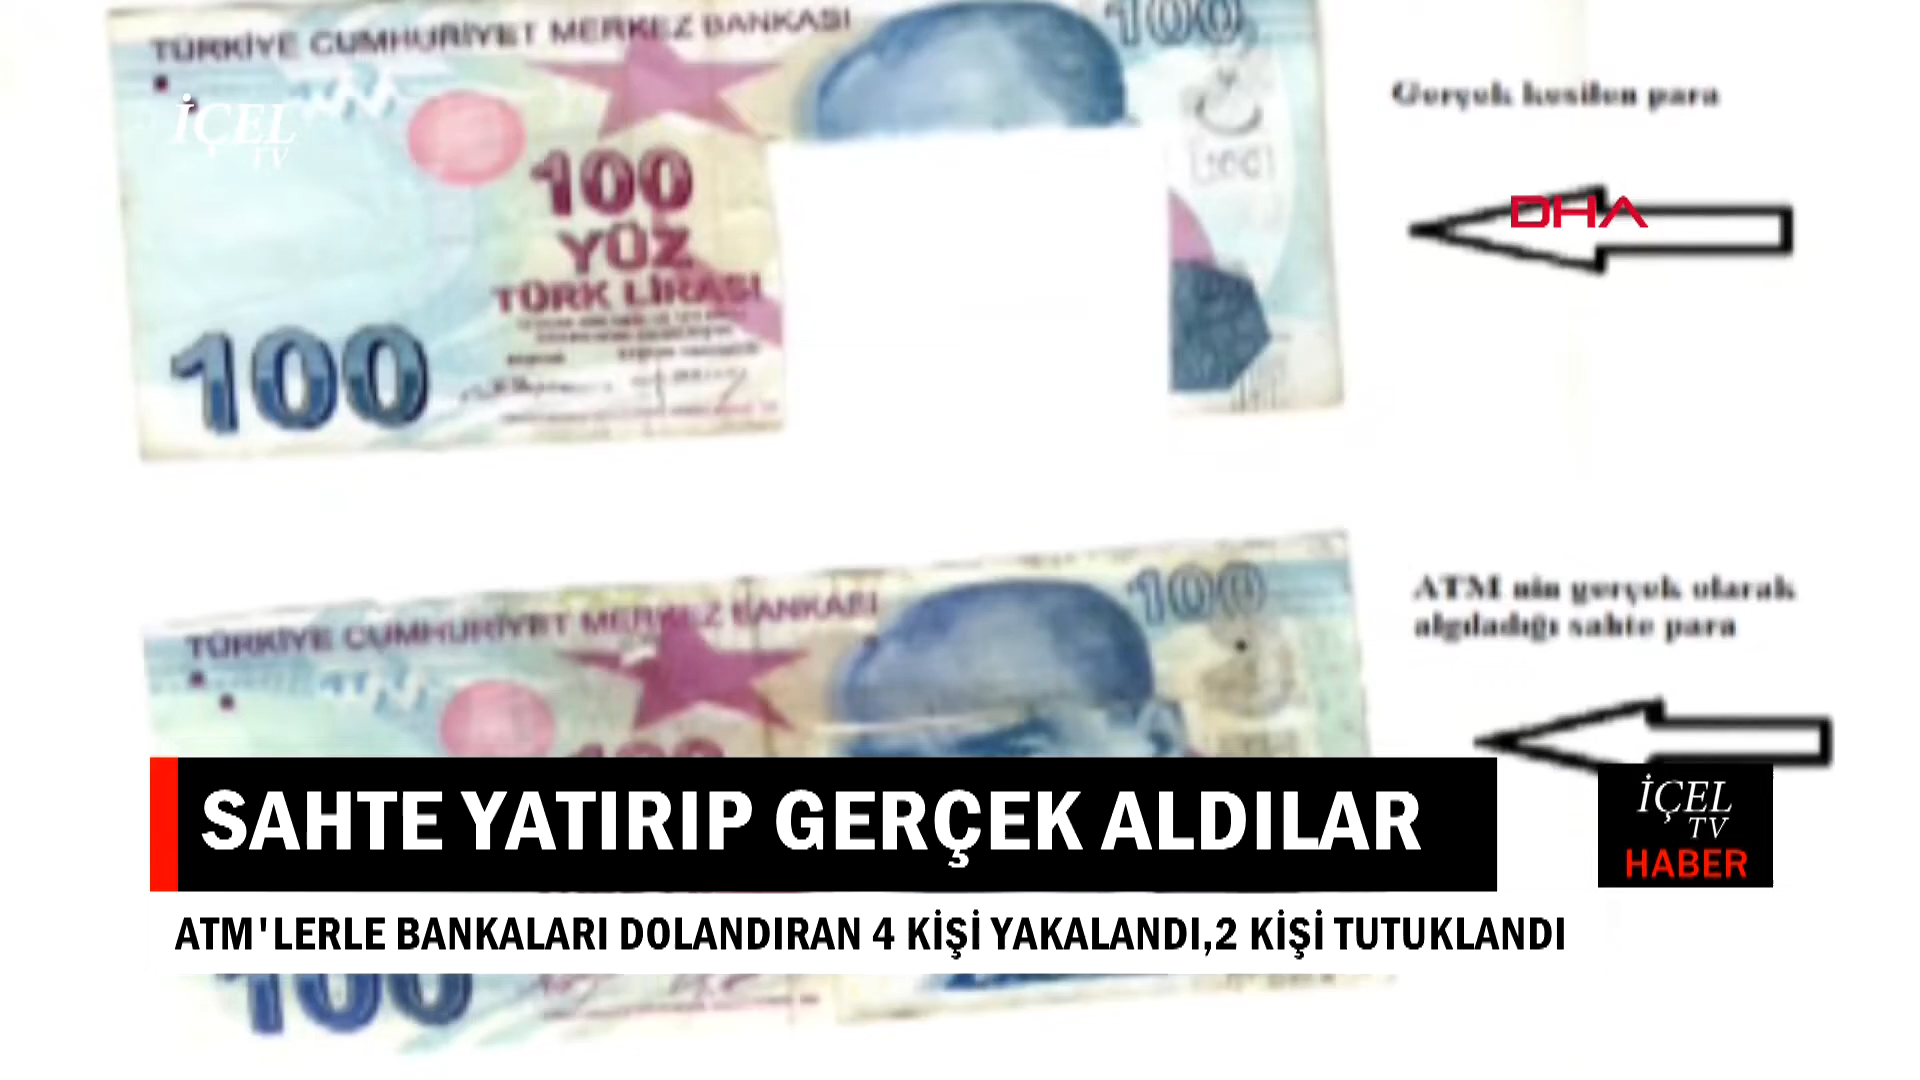 TÜRKİYE CUMHURİYET MERKEZ BANKASI
100
İÇEL
TV
100
YÜZ
TÜRK LİRASI
100
Gerçek kesilen para
DHA
TÜRKİYE CUMHURİYET MERKEZ BANKASI
100
ATM nin gerçek olarak
algıladığı sahte para
SAHTE YATIRIP GERÇEK ALDILAR
İÇEL
TV
HABER
ATM'LERLE BANKALARI DOLANDIRAN 4 KİŞİ YAKALANDI,2 KİŞİ TUTUKLANDI
100